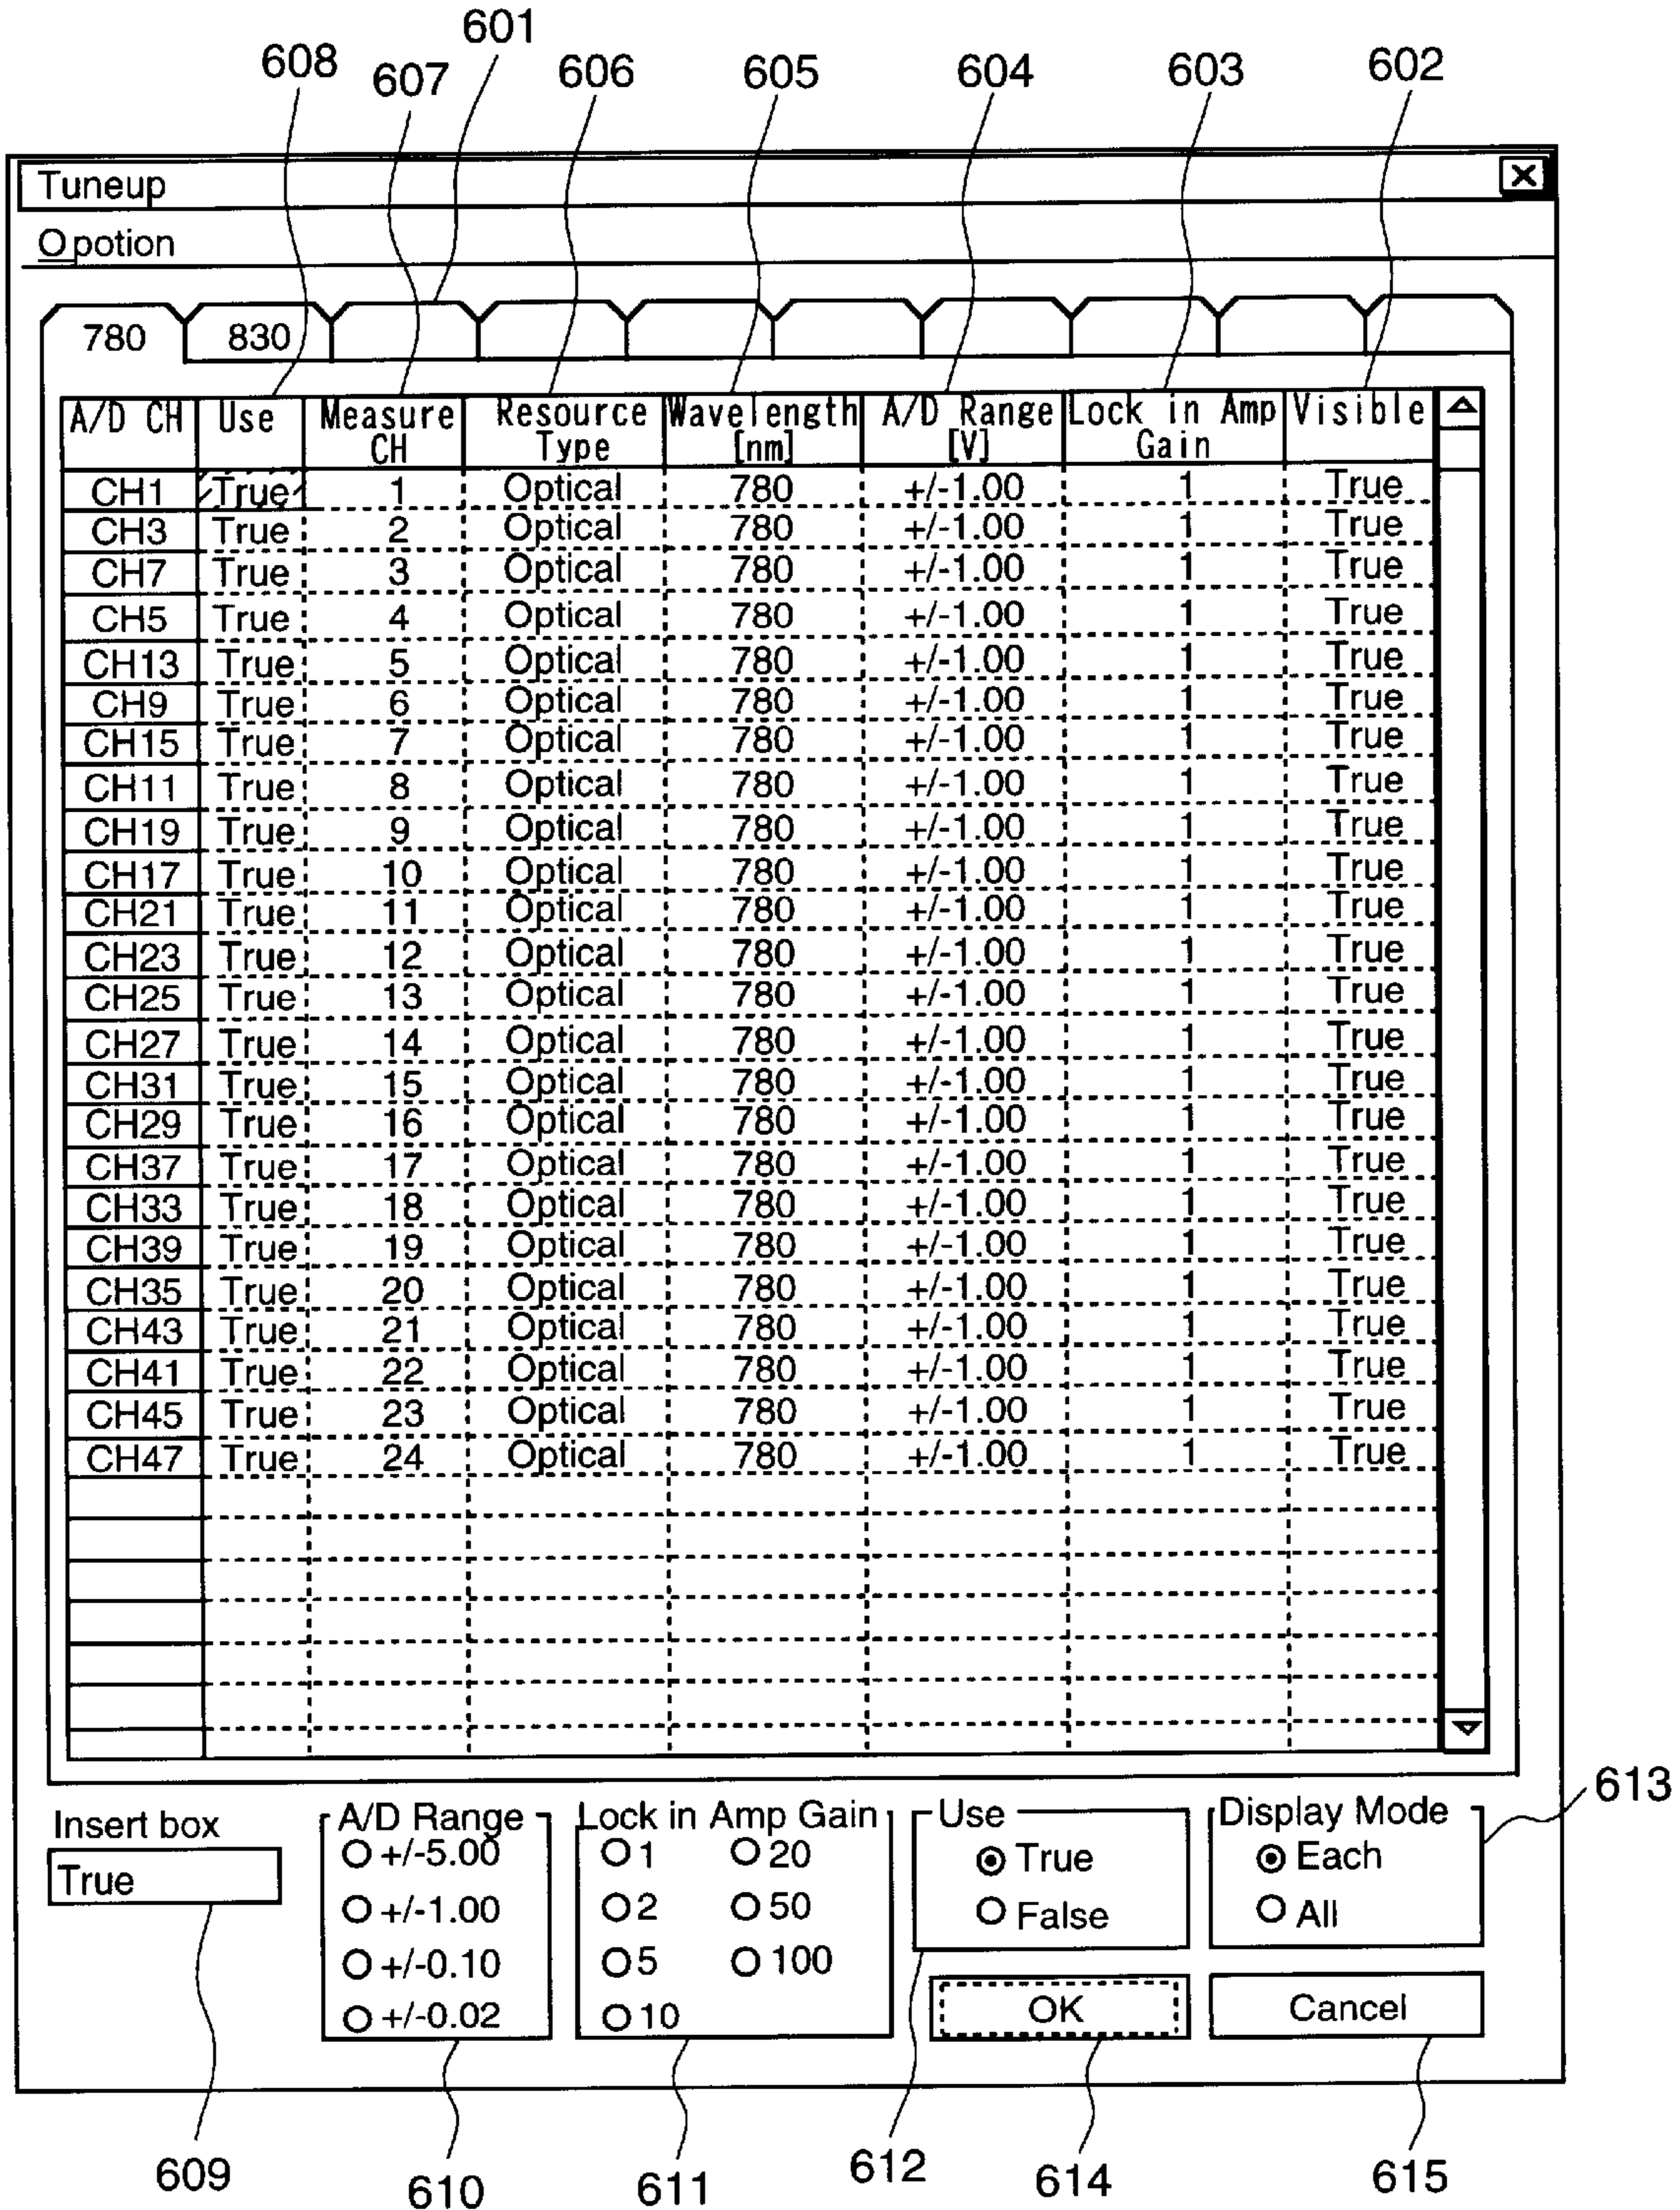 601
608 607 606 605 604 603 602
Tuneup
Opotion
780 830
A/D CH Use Measure CH Resource Type Wavelength [nm] A/D Range [V] Lock in Amp Gain Visible
CH1 True 1 Optical 780 +/-1.00 1 True
CH3 True 2 Optical 780 +/-1.00 1 True
CH7 True 3 Optical 780 +/-1.00 1 True
CH5 True 4 Optical 780 +/-1.00 1 True
CH13 True 5 Optical 780 +/-1.00 1 True
CH9 True 6 Optical 780 +/-1.00 1 True
CH15 True 7 Optical 780 +/-1.00 1 True
CH11 True 8 Optical 780 +/-1.00 1 True
CH19 True 9 Optical 780 +/-1.00 1 True
CH17 True 10 Optical 780 +/-1.00 1 True
CH21 True 11 Optical 780 +/-1.00 1 True
CH23 True 12 Optical 780 +/-1.00 1 True
CH25 True 13 Optical 780 +/-1.00 1 True
CH27 True 14 Optical 780 +/-1.00 1 True
CH31 True 15 Optical 780 +/-1.00 1 True
CH29 True 16 Optical 780 +/-1.00 1 True
CH37 True 17 Optical 780 +/-1.00 1 True
CH33 True 18 Optical 780 +/-1.00 1 True
CH39 True 19 Optical 780 +/-1.00 1 True
CH35 True 20 Optical 780 +/-1.00 1 True
CH43 True 21 Optical 780 +/-1.00 1 True
CH41 True 22 Optical 780 +/-1.00 1 True
CH45 True 23 Optical 780 +/-1.00 1 True
CH47 True 24 Optical 780 +/-1.00 1 True
613
Insert box
True
A/D Range
+/-5.00
+/-1.00
+/-0.10
+/-0.02
Lock in Amp Gain
1 20
2 50
5 100
10
Use
True
False
Display Mode
Each
All
OK
Cancel
609 610 611 612 614 615